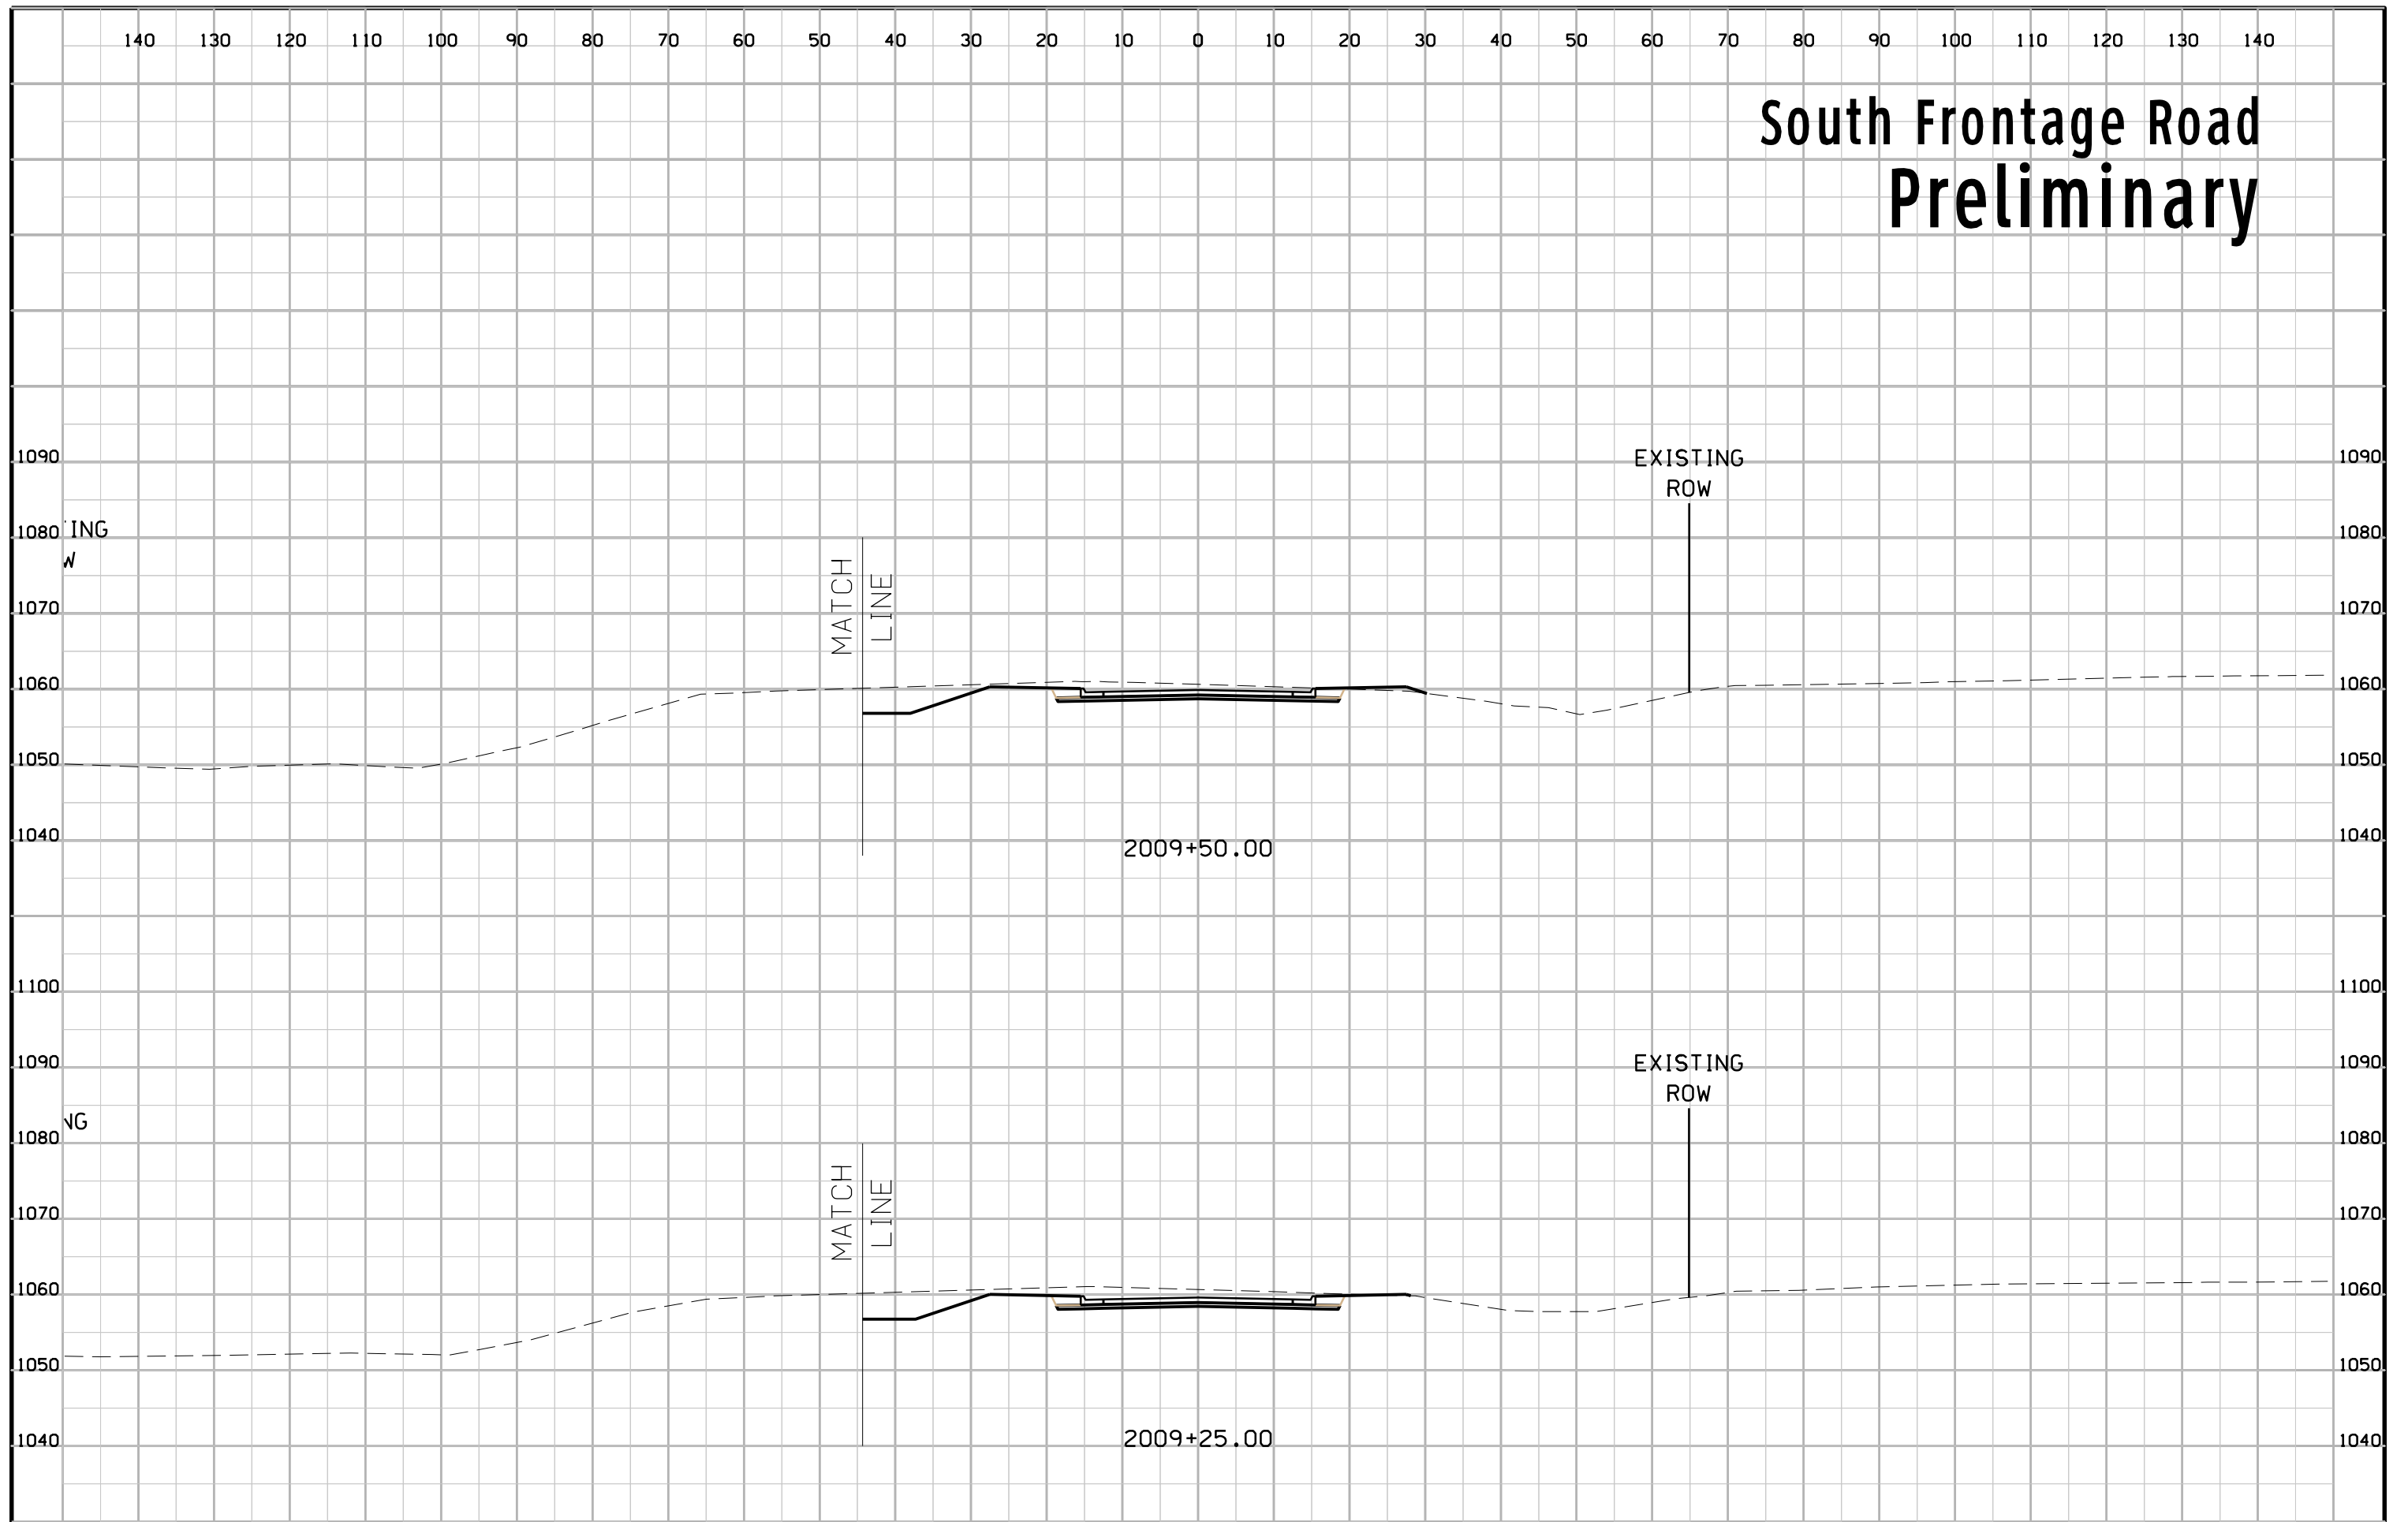 140 130 120 110 100 90 80 70 60 50 40 30 20 10 0 10 20 30 40 50 60 70 80 90 100 110 120 130 140
South Frontage Road
Preliminary
1090 EXISTING 1090
ROW
1080 ING 1080
W
MATCH
LINE
1070 1070
1060 1060
1050 1050
1040 1040
2009+50.00
1100 1100
1090 EXISTING 1090
ROW
NG
1080 1080
MATCH
LINE
1070 1070
1060 1060
1050 1050
1040 2009+25.00 1040